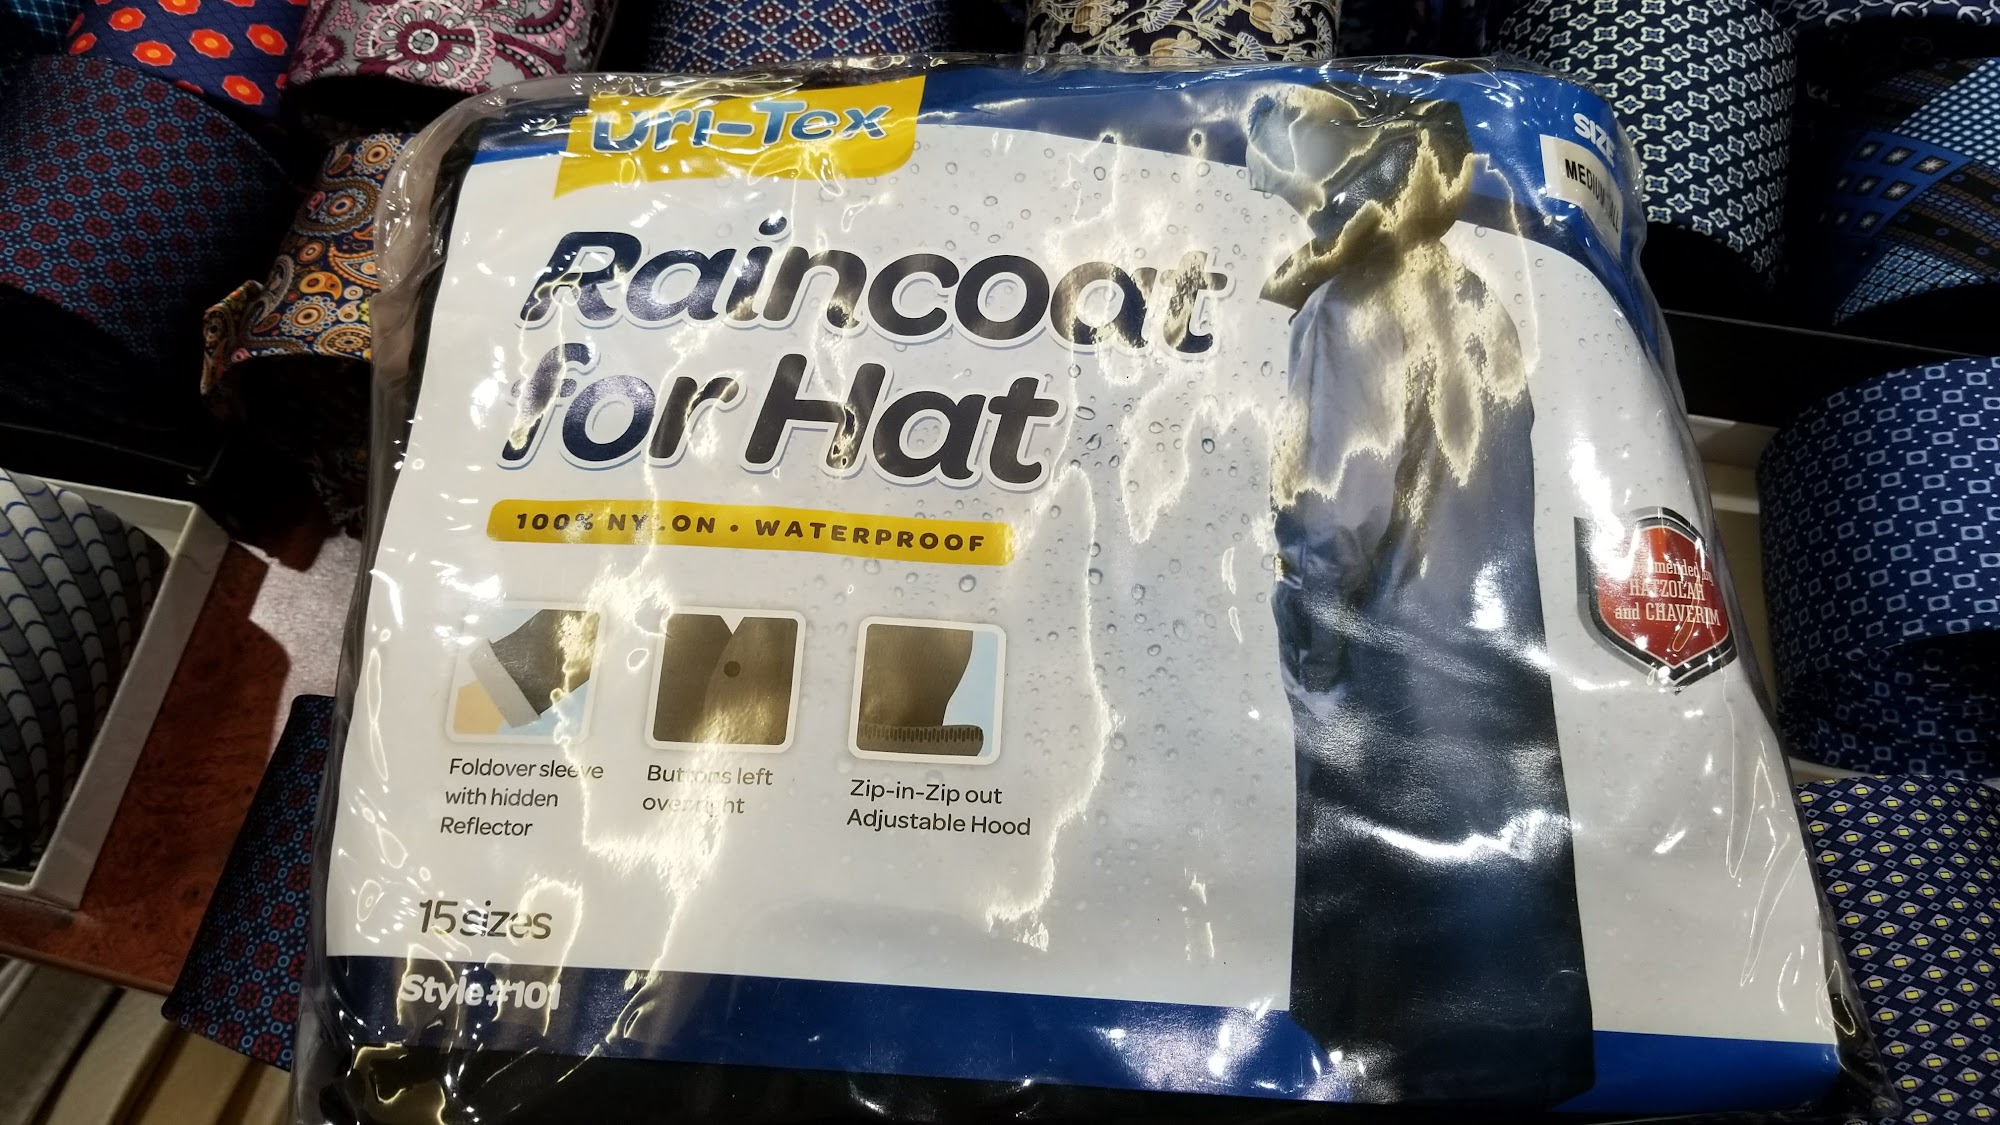 Uri-Tex
SIZE
MEDIUM
Raincoat
for Hat
100% NYLON • WATERPROOF
HATZOLAH
and CHAVERIM
Foldover sleeve
with hidden
Reflector
Buttons left
over right
Zip-in-Zip out
Adjustable Hood
15 sizes
Style #101